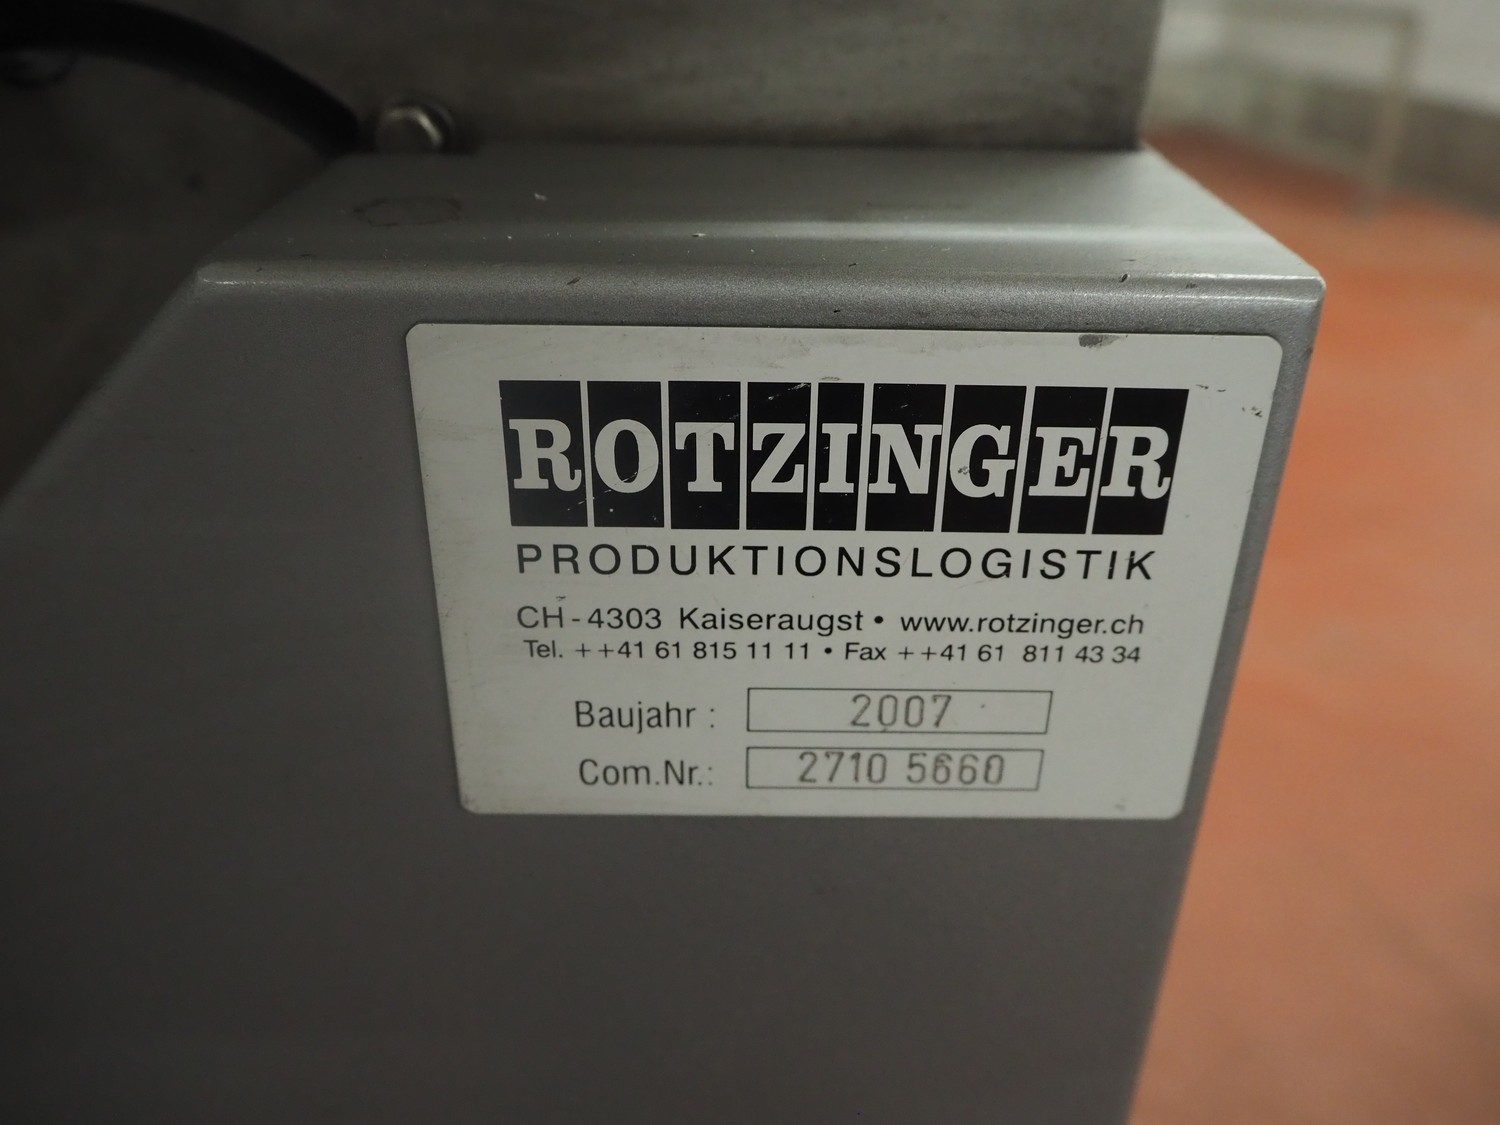 ROTZINGER
PRODUKTIONSLOGISTIK
CH-4303 Kaiseraugst • www.rotzinger.ch
Tel. ++41 61 815 11 11 • Fax ++41 61 811 43 34
Baujahr : 2007
Com.Nr.: 2710 5660